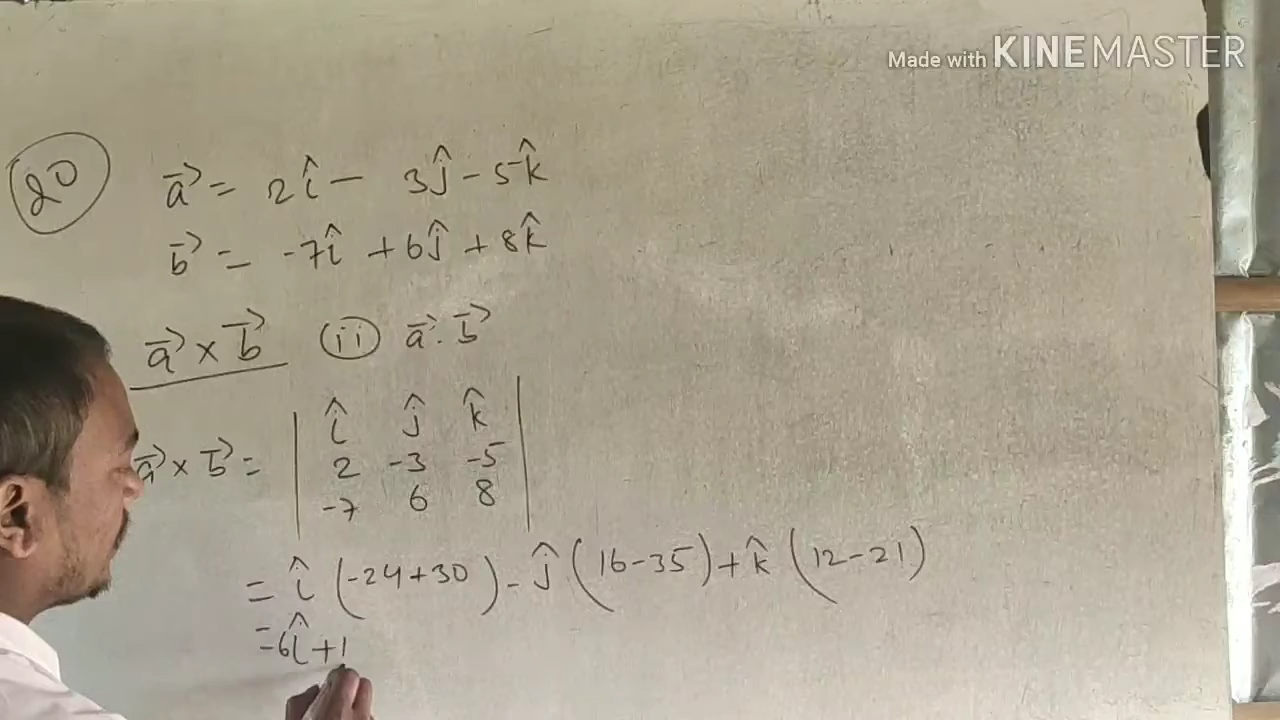 Made with KINEMASTER
20
a⃗ = 2î - 3ĵ - 5k̂
b⃗ = -7î + 6ĵ + 8k̂
a⃗ × b⃗ (ii) a⃗ . b⃗
a⃗ × b⃗ = | î ĵ k̂ |
2 -3 -5
-7 6 8
= î (-24+30) - ĵ (16-35) + k̂ (12-21)
= 6î + 1